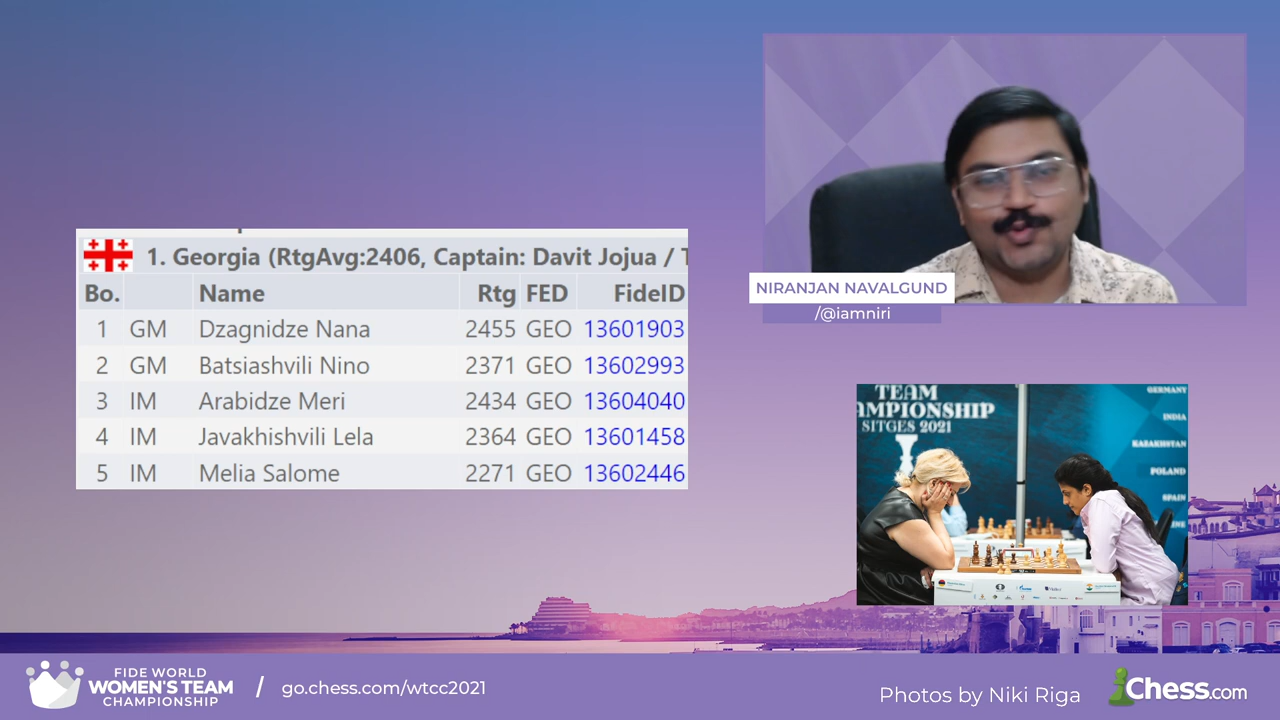 1. Georgia (RtgAvg:2406, Captain: Davit Jojua /
Bo. Name Rtg FED FideID
1 GM Dzagnidze Nana 2455 GEO 13601903
2 GM Batsiashvili Nino 2371 GEO 13602993
3 IM Arabidze Meri 2434 GEO 13604040
4 IM Javakhishvili Lela 2364 GEO 13601458
5 IM Melia Salome 2271 GEO 13602446
NIRANJAN NAVALGUND
/@iamniri
TEAM
AMPIONSHIP
SITGES 2021
GERMANY
INDIA
KAZAKHSTAN
POLAND
SPAIN
FIDE WORLD
WOMEN'S TEAM
CHAMPIONSHIP
/ go.chess.com/wtcc2021
Photos by Niki Riga
Chess.com